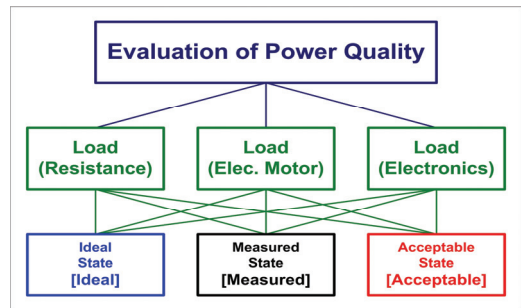 Evaluation of Power Quality
Load
(Resistance)
Load
(Elec. Motor)
Load
(Electronics)
Ideal
State
[Ideal]
Measured
State
[Measured]
Acceptable
State
[Acceptable]